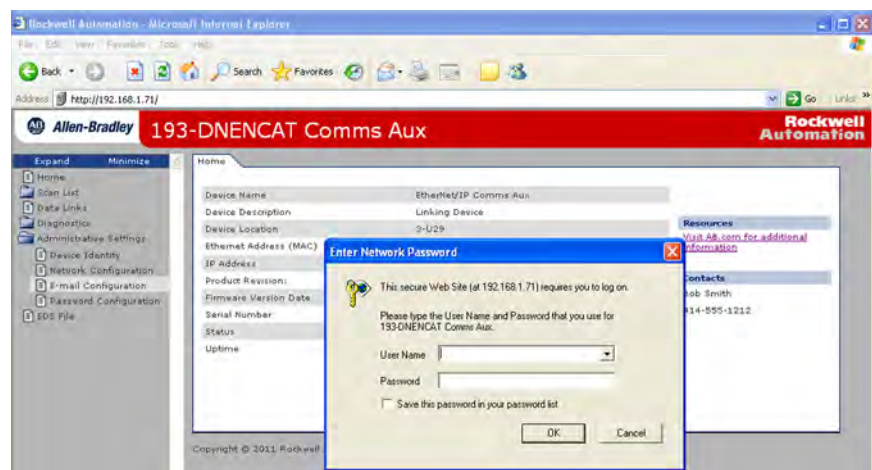 Rockwell Automation - Microsoft Internet Explorer
File Edit View Favorites Tools Help
Back Search Favorites
Address http://192.168.1.71/ Go Links »
AB Allen-Bradley 193-DNENCAT Comms Aux Rockwell Automation
Expand Minimize
Home
Scan List
Data Links
Diagnostics
Administrative Settings
Device Identity
Network Configuration
E-mail Configuration
Password Configuration
EDS File
Home
Device Name EtherNet/IP Comms Aux
Device Description Linking Device
Device Location 3-U29
Ethernet Address (MAC)
IP Address
Product Revision:
Firmware Version Date
Serial Number
Status
Uptime
Resources
Visit AB.com for additional information
Contacts
Bob Smith
414-555-1212
Enter Network Password
This secure Web Site (at 192.168.1.71) requires you to log on.
Please type the User Name and Password that you use for 193-DNENCAT Comms Aux.
User Name
Password
Save this password in your password list
OK Cancel
Copyright © 2011 Rockwell